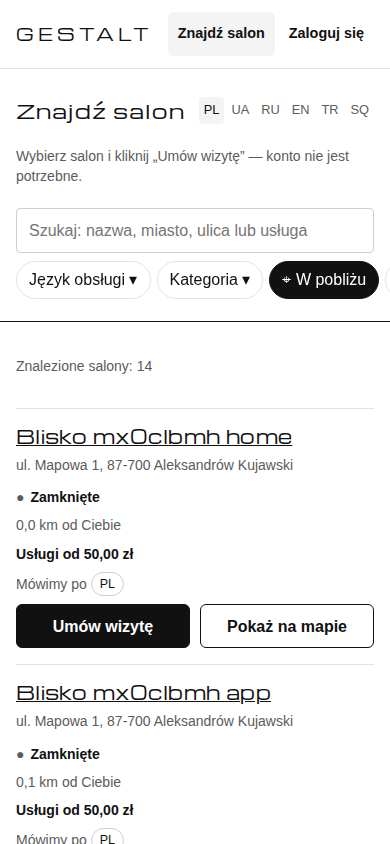 GESTALT Znajdź salon Zaloguj się
Znajdź salon PL UA RU EN TR SQ
Wybierz salon i kliknij „Umów wizytę” — konto nie jest
potrzebne.
Szukaj: nazwa, miasto, ulica lub usługa
Język obsługi ▾ Kategoria ▾ ⌖ W pobliżu
Znalezione salony: 14
Blisko mx0clbmh home
ul. Mapowa 1, 87-700 Aleksandrów Kujawski
● Zamknięte
0,0 km od Ciebie
Usługi od 50,00 zł
Mówimy po PL
Umów wizytę Pokaż na mapie
Blisko mx0clbmh app
ul. Mapowa 1, 87-700 Aleksandrów Kujawski
● Zamknięte
0,1 km od Ciebie
Usługi od 50,00 zł
Mówimy po PL